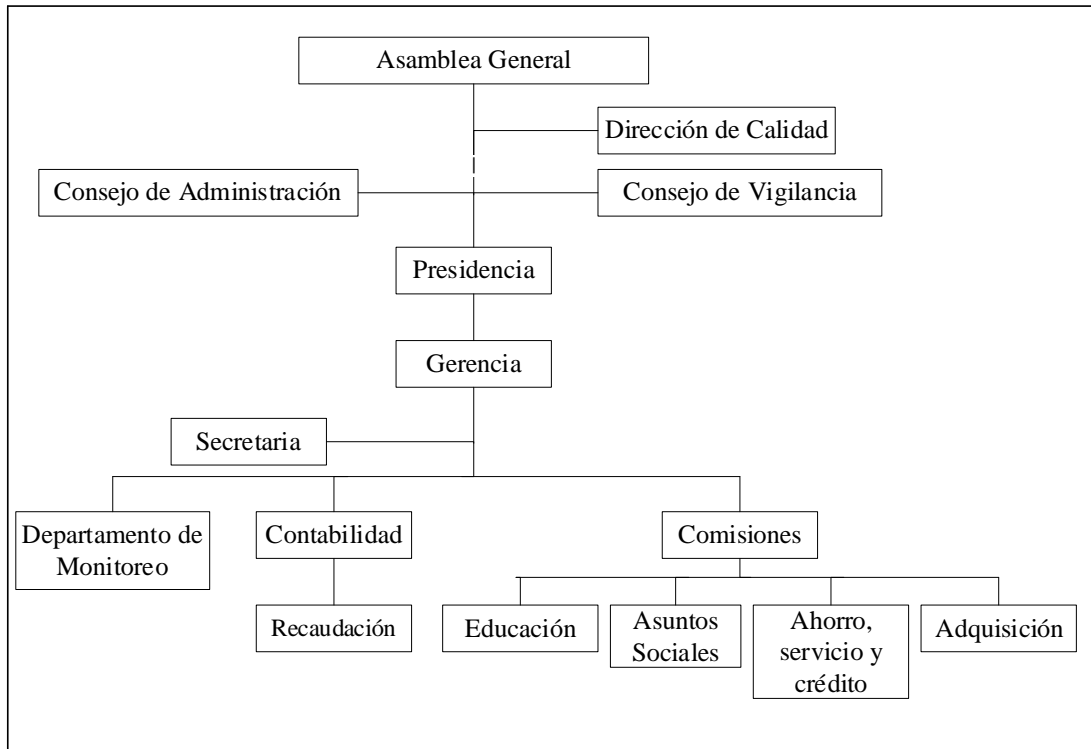 Asamblea General
Dirección de Calidad
Consejo de Administración
Consejo de Vigilancia
Presidencia
Gerencia
Secretaria
Departamento de
Monitoreo
Contabilidad
Comisiones
Recaudación
Educación
Asuntos
Sociales
Ahorro,
servicio y
crédito
Adquisición